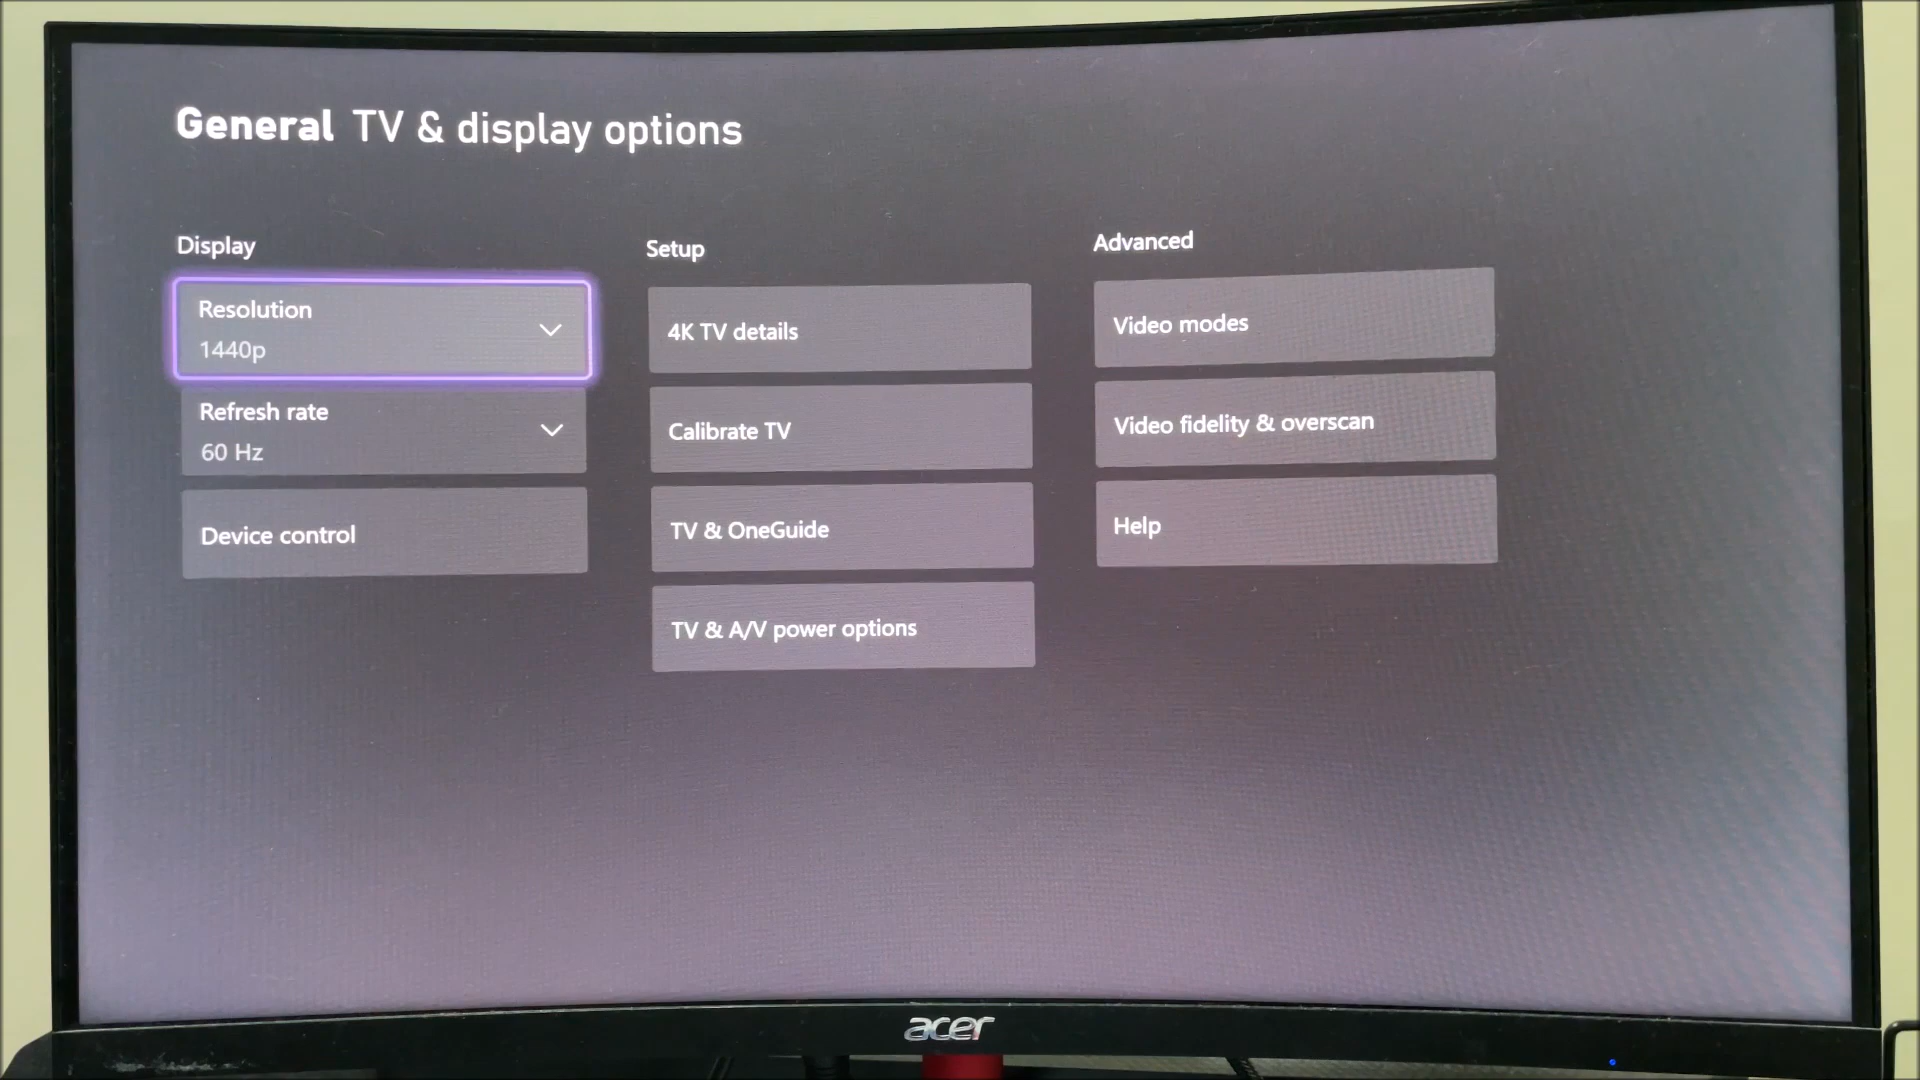 General TV & display options
Display
Resolution
1440p
Refresh rate
60 Hz
Device control
Setup
4K TV details
Calibrate TV
TV & OneGuide
TV & A/V power options
Advanced
Video modes
Video fidelity & overscan
Help
acer